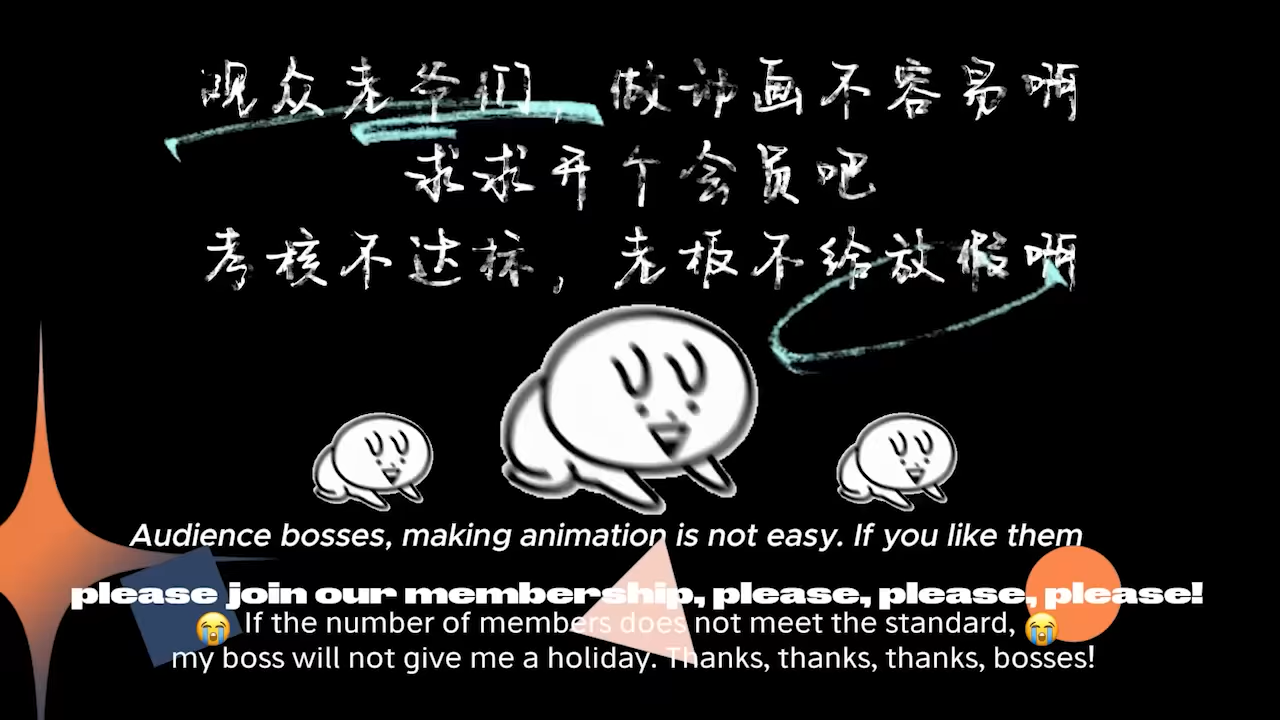 观众老爷们，做动画不容易啊
求求开个会员吧
考核不达标，老板不给放假啊
Audience bosses, making animation is not easy. If you like them
please join our membership, please, please, please!
😭 If the number of members does not meet the standard, 😭
my boss will not give me a holiday. Thanks, thanks, thanks, bosses!